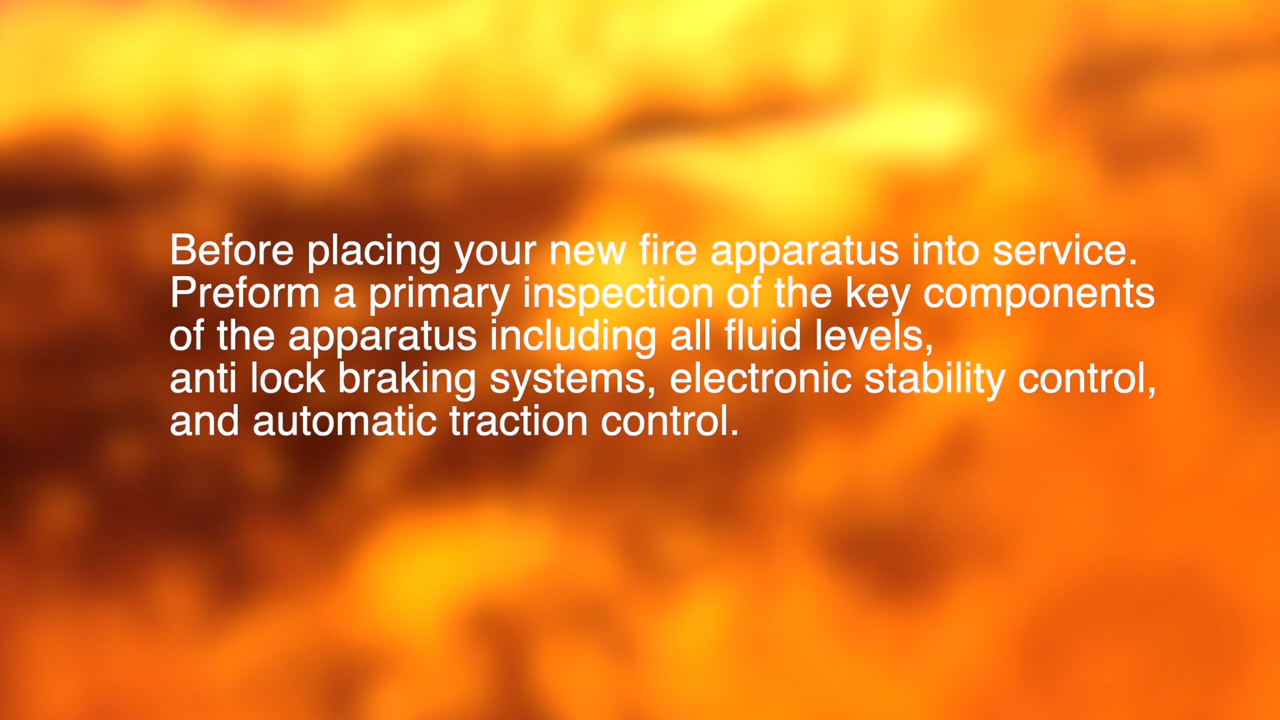 Before placing your new fire apparatus into service.
Preform a primary inspection of the key components
of the apparatus including all fluid levels,
anti lock braking systems, electronic stability control,
and automatic traction control.